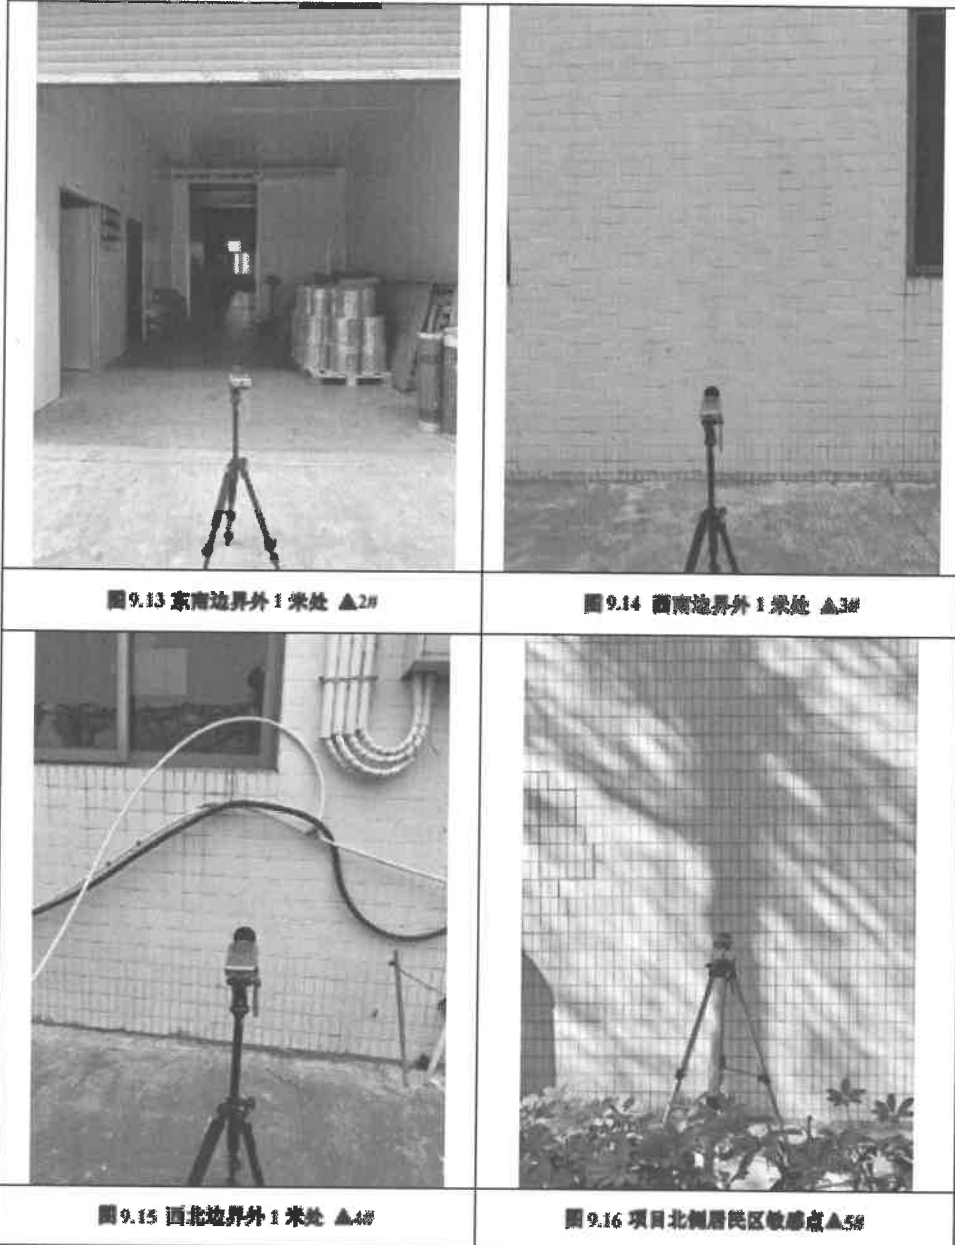 图 9.13 东南边界外 1 米处 ▲2#
图 9.14 西南边界外 1 米处 ▲3#
图 9.15 西北边界外 1 米处 ▲4#
图 9.16 项目北侧居民区敏感点▲5#